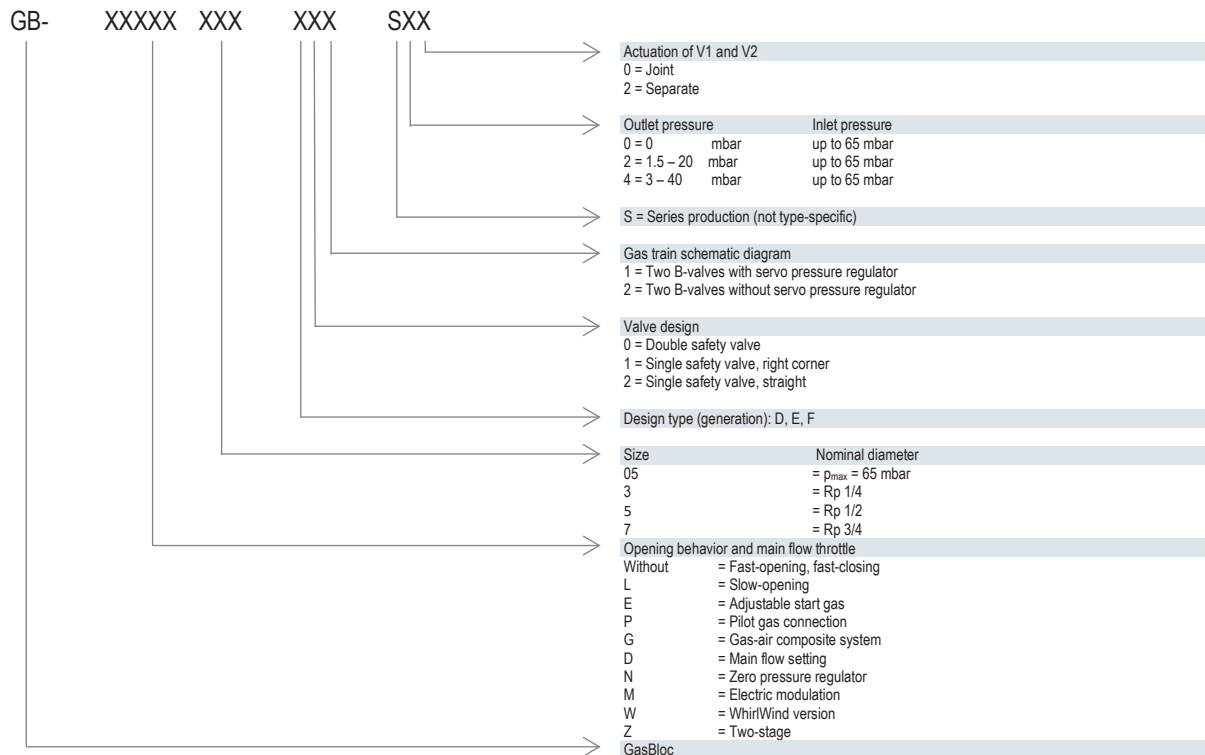 GB- XXXXX XXX XXX SXX
Actuation of V1 and V2
0 = Joint
2 = Separate
Outlet pressure Inlet pressure
0 = 0 mbar up to 65 mbar
2 = 1.5 – 20 mbar up to 65 mbar
4 = 3 – 40 mbar up to 65 mbar
S = Series production (not type-specific)
Gas train schematic diagram
1 = Two B-valves with servo pressure regulator
2 = Two B-valves without servo pressure regulator
Valve design
0 = Double safety valve
1 = Single safety valve, right corner
2 = Single safety valve, straight
Design type (generation): D, E, F
Size Nominal diameter
05 = pmax = 65 mbar
3 = Rp 1/4
5 = Rp 1/2
7 = Rp 3/4
Opening behavior and main flow throttle
Without = Fast-opening, fast-closing
L = Slow-opening
E = Adjustable start gas
P = Pilot gas connection
G = Gas-air composite system
D = Main flow setting
N = Zero pressure regulator
M = Electric modulation
W = WhirlWind version
Z = Two-stage
GasBloc